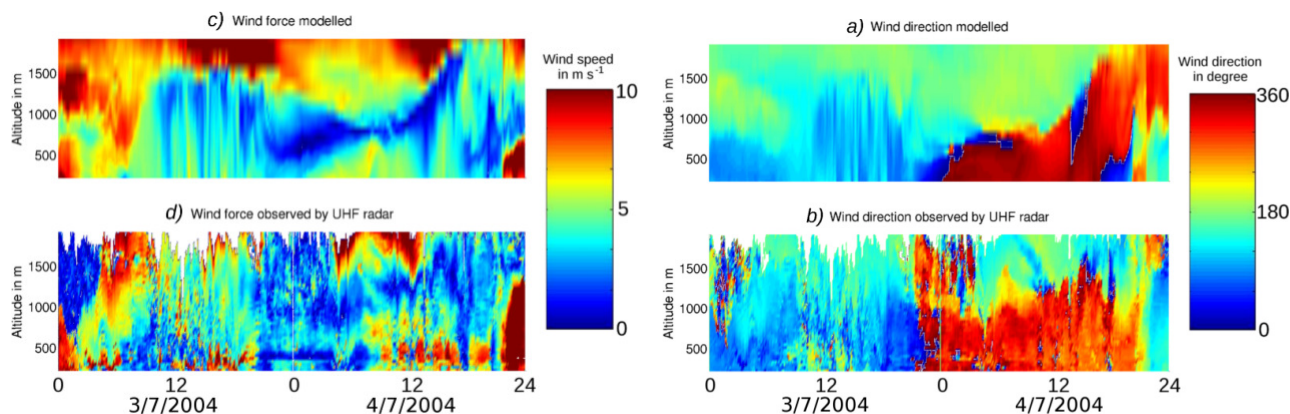 c) Wind force modelled
a) Wind direction modelled
Altitude in m
1500
1000
500
Wind speed
in m s⁻¹
10
5
0
Altitude in m
1500
1000
500
Wind direction
in degree
360
180
0
d) Wind force observed by UHF radar
b) Wind direction observed by UHF radar
Altitude in m
1500
1000
500
Altitude in m
1500
1000
500
0 12 0 12 24
3/7/2004 4/7/2004
0 12 0 12 24
3/7/2004 4/7/2004